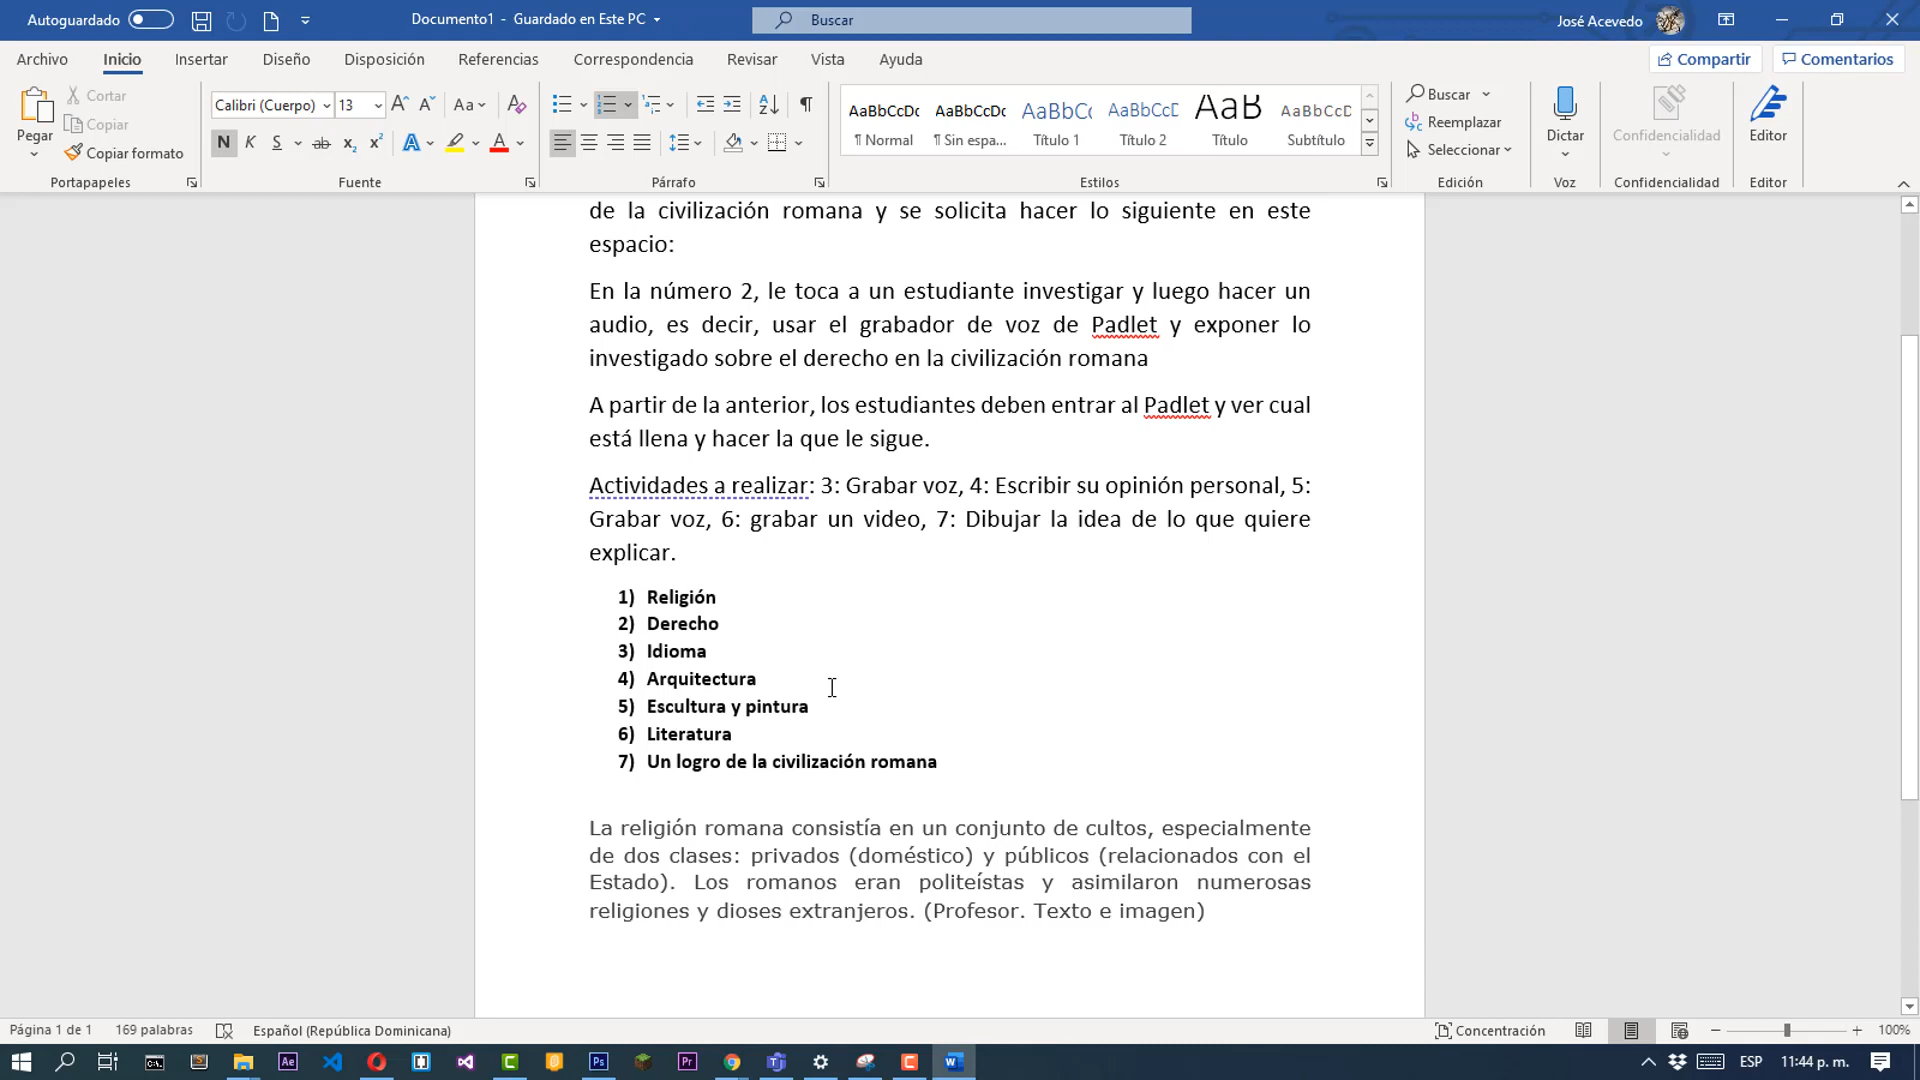 Autoguardado
Documento1 - Guardado en Este PC
Buscar
José Acevedo
Archivo
Inicio
Insertar
Diseño
Disposición
Referencias
Correspondencia
Revisar
Vista
Ayuda
Compartir
Comentarios
Pegar
Cortar
Copiar
Copiar formato
Portapapeles
Calibri (Cuerpo)
13
Aa
N K S ab x₂ x²
Fuente
Párrafo
AaBbCcDc
¶ Normal
AaBbCcDc
¶ Sin espa...
AaBbC
Título 1
AaBbCcD
Título 2
AaB
Título
AaBbCcD
Subtítulo
Estilos
Buscar
Reemplazar
Seleccionar
Edición
Dictar
Voz
Confidencialidad
Confidencialidad
Editor
Editor
de la civilización romana y se solicita hacer lo siguiente en este
espacio:
En la número 2, le toca a un estudiante investigar y luego hacer un
audio, es decir, usar el grabador de voz de Padlet y exponer lo
investigado sobre el derecho en la civilización romana
A partir de la anterior, los estudiantes deben entrar al Padlet y ver cual
está llena y hacer la que le sigue.
Actividades a realizar: 3: Grabar voz, 4: Escribir su opinión personal, 5:
Grabar voz, 6: grabar un video, 7: Dibujar la idea de lo que quiere
explicar.
1) Religión
2) Derecho
3) Idioma
4) Arquitectura
5) Escultura y pintura
6) Literatura
7) Un logro de la civilización romana
La religión romana consistía en un conjunto de cultos, especialmente
de dos clases: privados (doméstico) y públicos (relacionados con el
Estado). Los romanos eran politeístas y asimilaron numerosas
religiones y dioses extranjeros. (Profesor. Texto e imagen)
Página 1 de 1
169 palabras
Español (República Dominicana)
Concentración
100%
ESP
11:44 p. m.